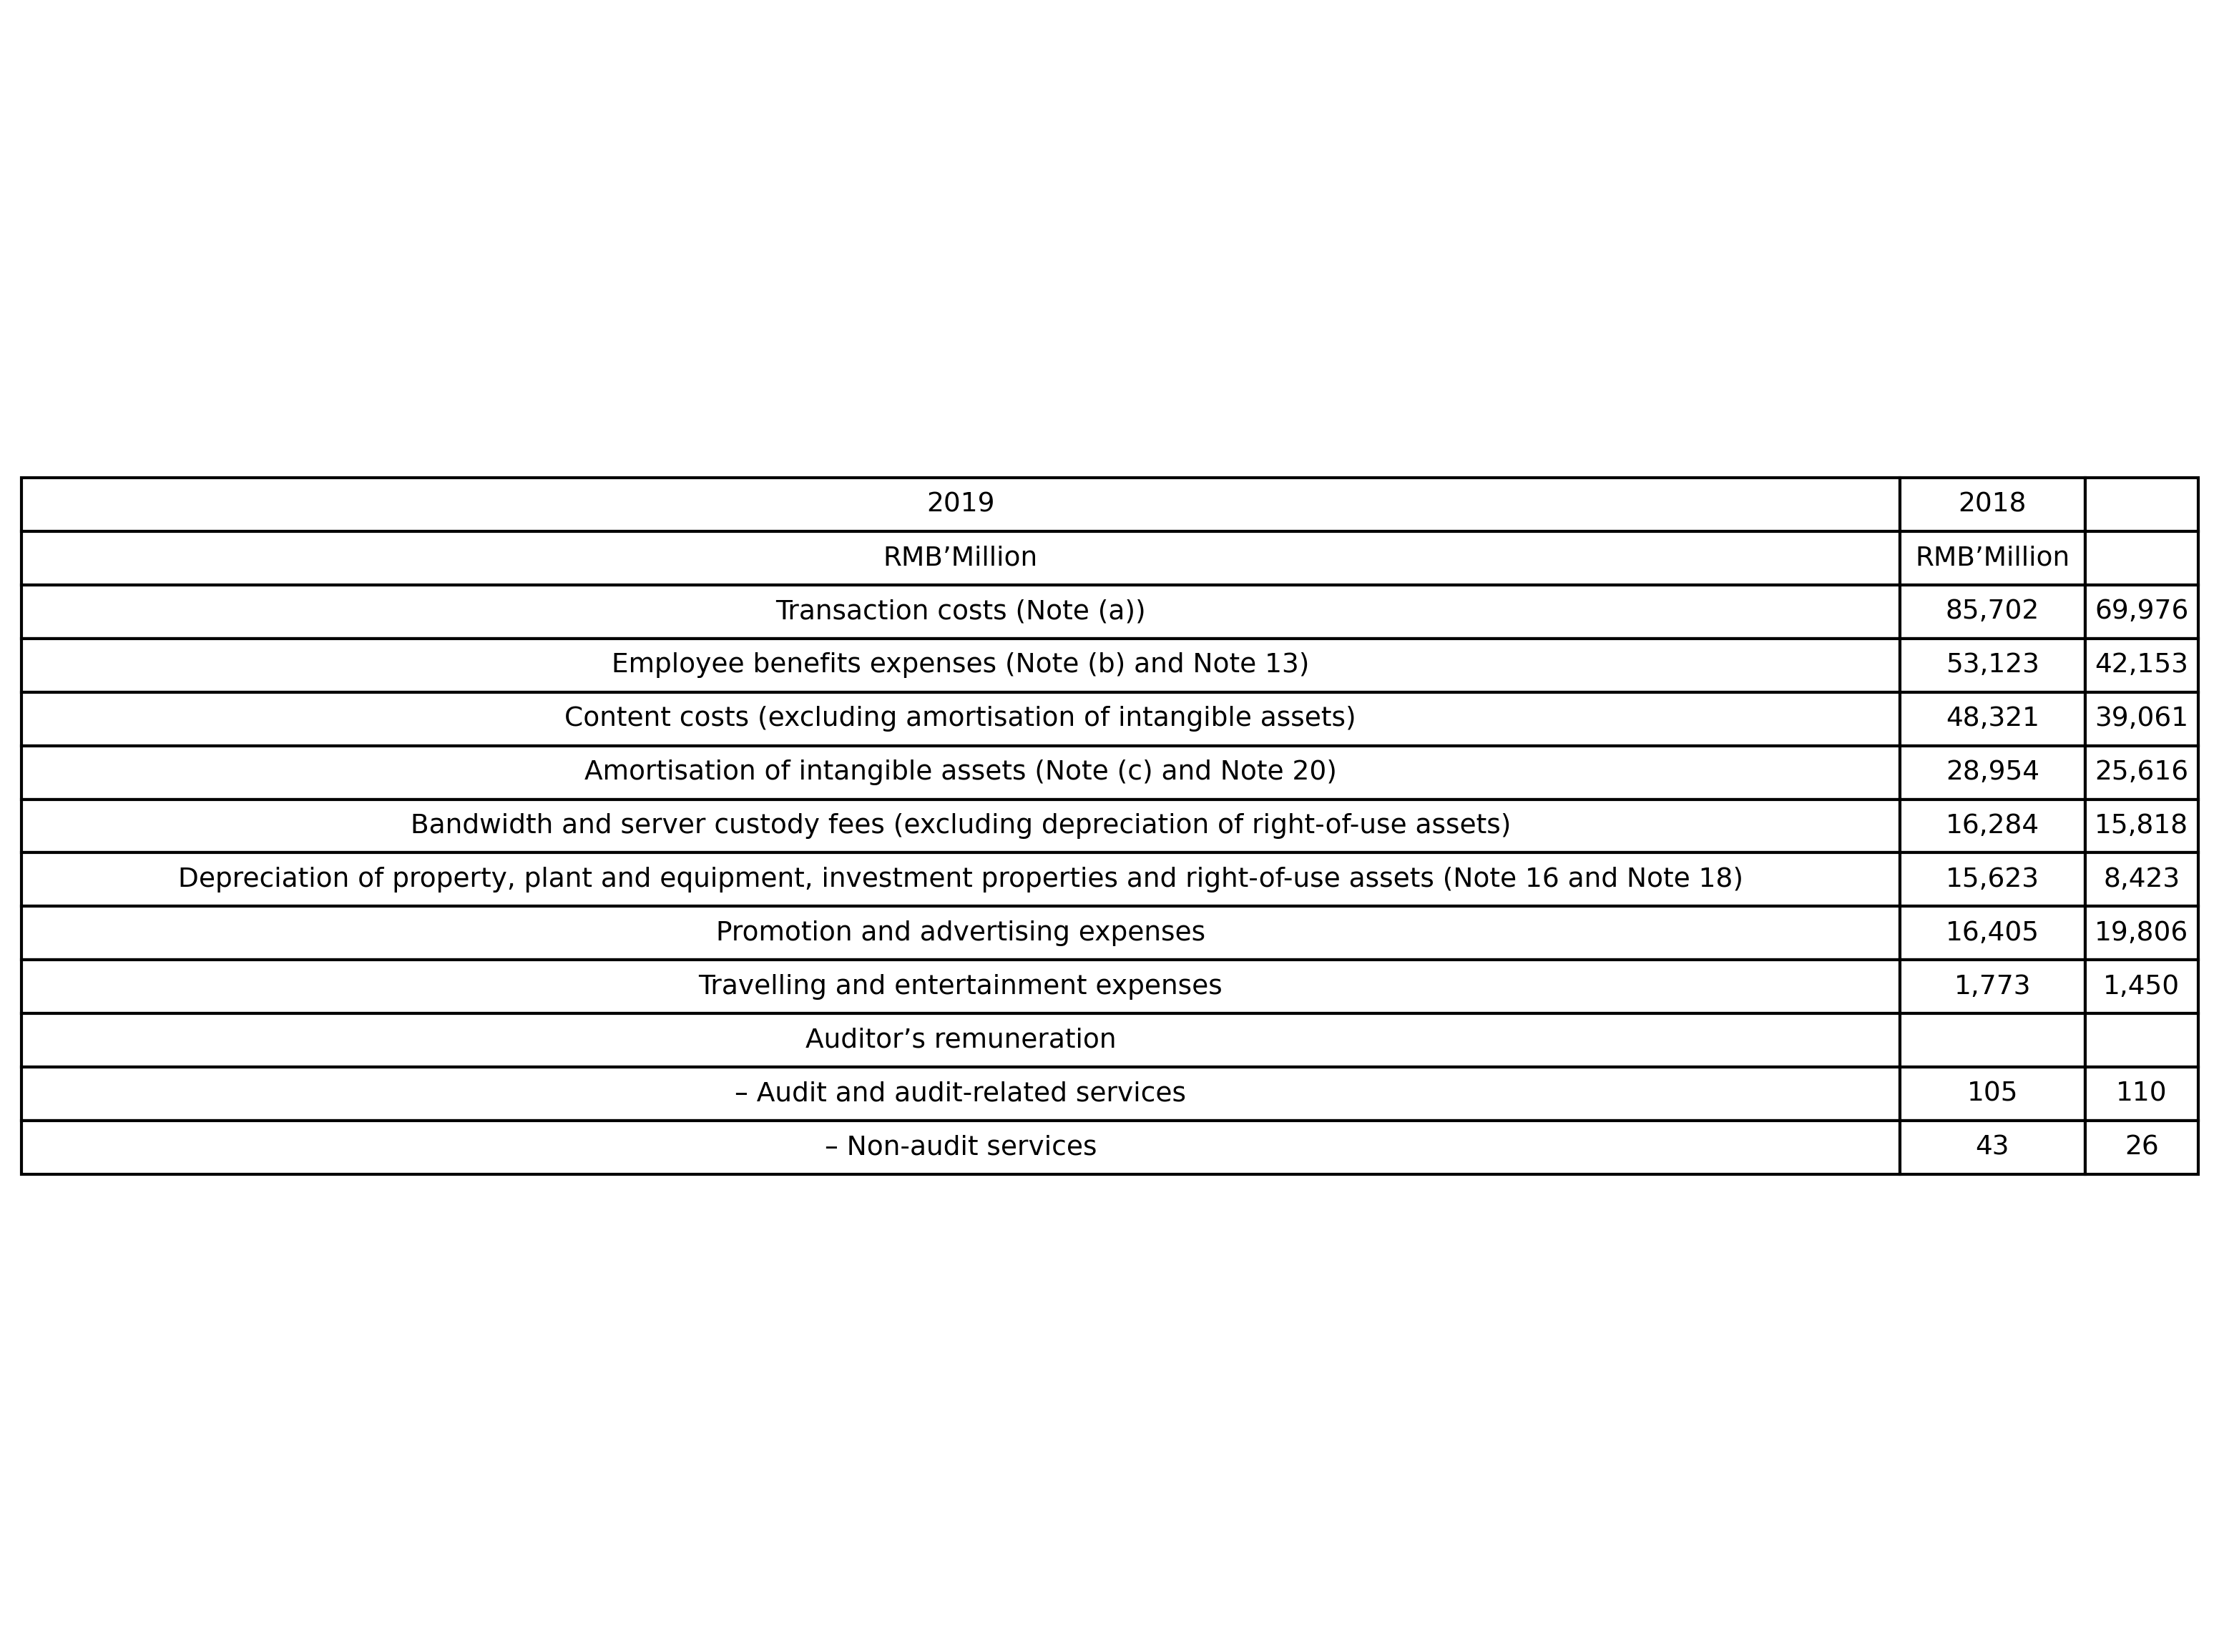 2019 2018
RMB’Million RMB’Million
Transaction costs (Note (a)) 85,702 69,976
Employee benefits expenses (Note (b) and Note 13) 53,123 42,153
Content costs (excluding amortisation of intangible assets) 48,321 39,061
Amortisation of intangible assets (Note (c) and Note 20) 28,954 25,616
Bandwidth and server custody fees (excluding depreciation of right-of-use assets) 16,284 15,818
Depreciation of property, plant and equipment, investment properties and right-of-use assets (Note 16 and Note 18) 15,623 8,423
Promotion and advertising expenses 16,405 19,806
Travelling and entertainment expenses 1,773 1,450
Auditor’s remuneration
– Audit and audit-related services 105 110
– Non-audit services 43 26